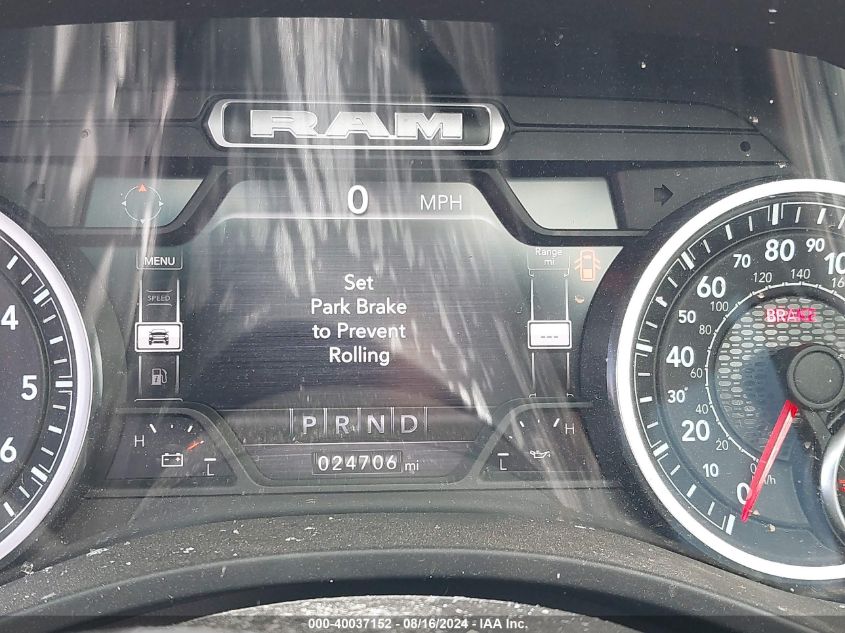 RAM
0 MPH
MENU
SPEED
Range
mi
---
Set
Park Brake
to Prevent
Rolling
P R N D
H
L
024706 mi
H
L
4
5
6
0
10
20
30
40
50
60
70
80
90
20
40
60
80
100
120
140
BRAKE
000-40037152 - 08/16/2024 - IAA Inc.